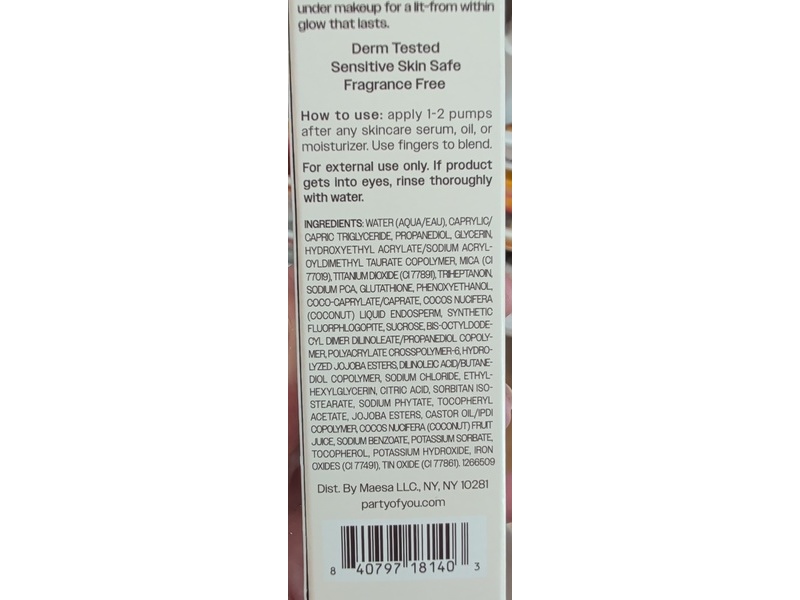 under makeup for a lit-from within
glow that lasts.
Derm Tested
Sensitive Skin Safe
Fragrance Free
How to use: apply 1-2 pumps
after any skincare serum, oil, or
moisturizer. Use fingers to blend.
For external use only. If product
gets into eyes, rinse thoroughly
with water.
INGREDIENTS: WATER (AQUA/EAU), CAPRYLIC/
CAPRIC TRIGLYCERIDE, PROPANEDIOL, GLYCERIN,
HYDROXYETHYL ACRYLATE/SODIUM ACRYL-
OYLDIMETHYL TAURATE COPOLYMER, MICA (CI
77019), TITANIUM DIOXIDE (CI 77891), TRIHEPTANOIN,
SODIUM PCA, GLUTATHIONE, PHENOXYETHANOL,
COCO-CAPRYLATE/CAPRATE, COCOS NUCIFERA
(COCONUT) LIQUID ENDOSPERM, SYNTHETIC
FLUORPHLOGOPITE, SUCROSE, BIS-OCTYLDODE-
CYL DIMER DILINOLEATE/PROPANEDIOL COPOLY-
MER, POLYACRYLATE CROSSPOLYMER-6, HYDRO-
LYZED JOJOBA ESTERS, DILINOLEIC ACID/BUTANE-
DIOL COPOLYMER, SODIUM CHLORIDE, ETHYL-
HEXYLGLYCERIN, CITRIC ACID, SORBITAN ISO-
STEARATE, SODIUM PHYTATE, TOCOPHERYL
ACETATE, JOJOBA ESTERS, CASTOR OIL/IPDI
COPOLYMER, COCOS NUCIFERA (COCONUT) FRUIT
JUICE, SODIUM BENZOATE, POTASSIUM SORBATE,
TOCOPHEROL, POTASSIUM HYDROXIDE, IRON
OXIDES (CI 77491), TIN OXIDE (CI 77861). 1266509
Dist. By Maesa LLC., NY, NY 10281
partyofyou.com
8 40797 18140 3